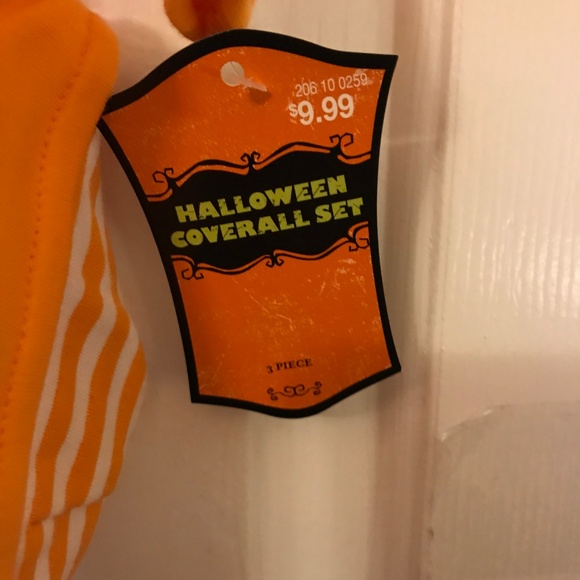 206 10 0259
$9.99
HALLOWEEN
COVERALL SET
3 PIECE